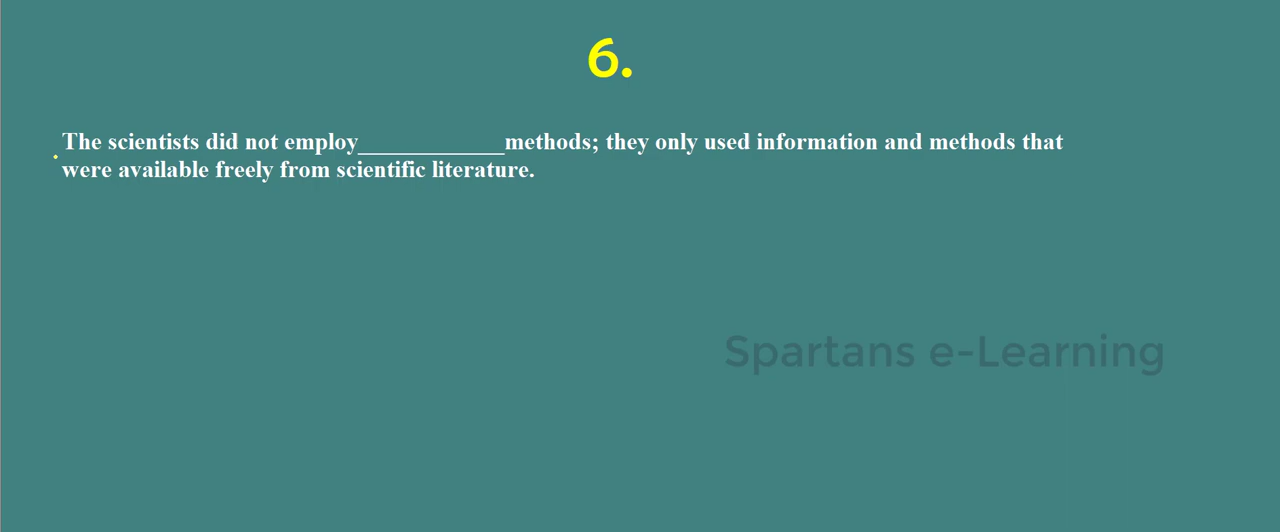 6.
The scientists did not employ____________methods; they only used information and methods that
were available freely from scientific literature.
Spartans e-Learning